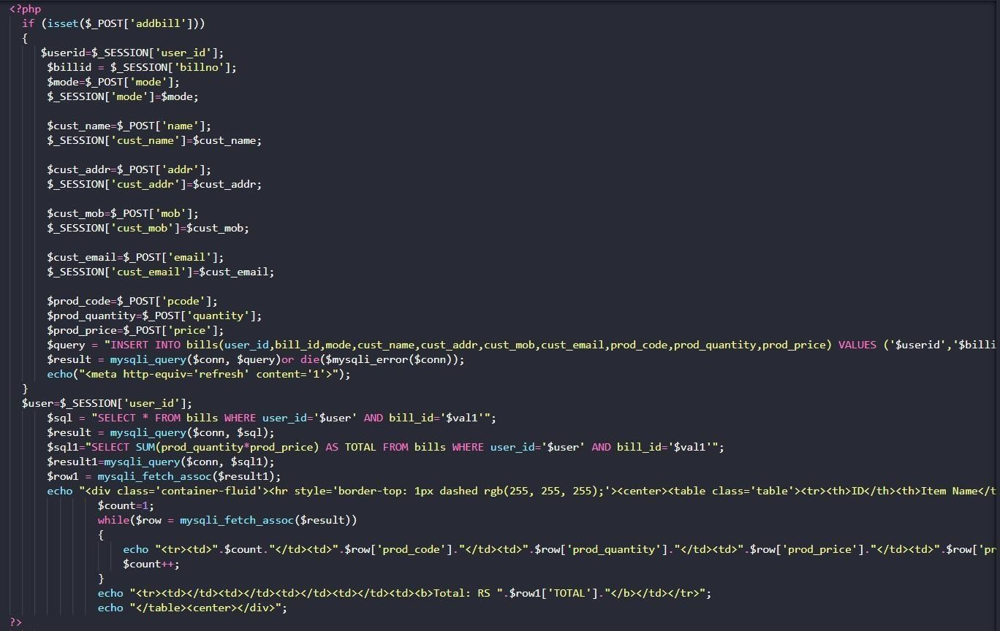 <?php
if (isset($_POST['addbill']))
{
$userid=$_SESSION['user_id'];
$billid = $_SESSION['billno'];
$mode=$_POST['mode'];
$_SESSION['mode']=$mode;
$cust_name=$_POST['name'];
$_SESSION['cust_name']=$cust_name;
$cust_addr=$_POST['addr'];
$_SESSION['cust_addr']=$cust_addr;
$cust_mob=$_POST['mob'];
$_SESSION['cust_mob']=$cust_mob;
$cust_email=$_POST['email'];
$_SESSION['cust_email']=$cust_email;
$prod_code=$_POST['pcode'];
$prod_quantity=$_POST['quantity'];
$prod_price=$_POST['price'];
$query = "INSERT INTO bills(user_id,bill_id,mode,cust_name,cust_addr,cust_mob,cust_email,prod_code,prod_quantity,prod_price) VALUES ('$userid','$billi
$result = mysqli_query($conn, $query)or die($mysqli_error($conn));
echo("<meta http-equiv='refresh' content='1'>");
}
$user=$_SESSION['user_id'];
$sql = "SELECT * FROM bills WHERE user_id='$user' AND bill_id='$val1'";
$result = mysqli_query($conn, $sql);
$sql1="SELECT SUM(prod_quantity*prod_price) AS TOTAL FROM bills WHERE user_id='$user' AND bill_id='$val1'";
$result1=mysqli_query($conn, $sql1);
$row1 = mysqli_fetch_assoc($result1);
echo "<div class='container-fluid'><hr style='border-top: 1px dashed rgb(255, 255, 255);'><center><table class='table'><tr><th>ID</th><th>Item Name</t
$count=1;
while($row = mysqli_fetch_assoc($result))
{
echo "<tr><td>".$count."</td><td>".$row['prod_code']."</td><td>".$row['prod_quantity']."</td><td>".$row['prod_price']."</td><td>".$row['pr
$count++;
}
echo "<tr><td></td><td></td><td></td><td></td><td><b>Total: RS ".$row1['TOTAL']."</b></td></tr>";
echo "</table><center></div>";
?>